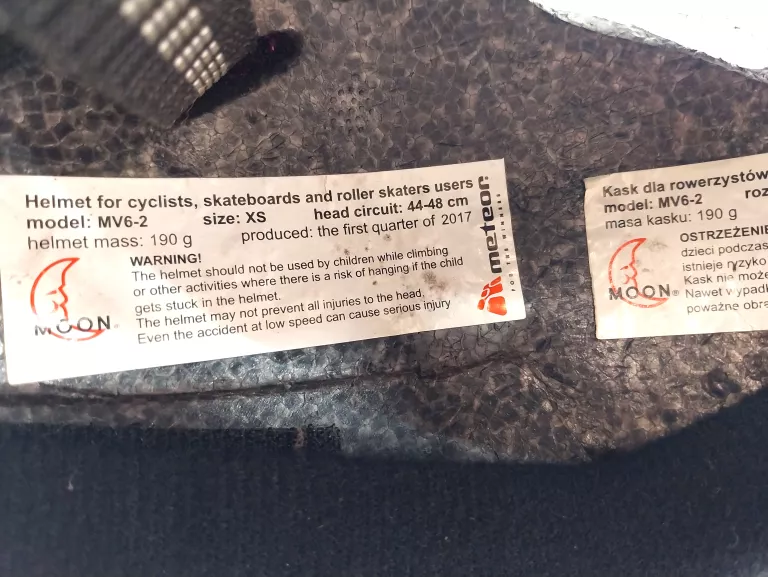 Helmet for cyclists, skateboards and roller skaters users
model: MV6-2 size: XS head circuit: 44-48 cm
helmet mass: 190 g produced: the first quarter of 2017
WARNING!
The helmet should not be used by children while climbing
or other activities where there is a risk of hanging if the child
gets stuck in the helmet.
The helmet may not prevent all injuries to the head.
Even the accident at low speed can cause serious injury
MOON®
meteor
FOR THE WINNERS
Kask dla rowerzystów
model: MV6-2 roz
masa kasku: 190 g
OSTRZEŻENIE
dzieci podczas
istnieje ryzyko
Kask nie może
Nawet wypadł
poważne obra
MOON®